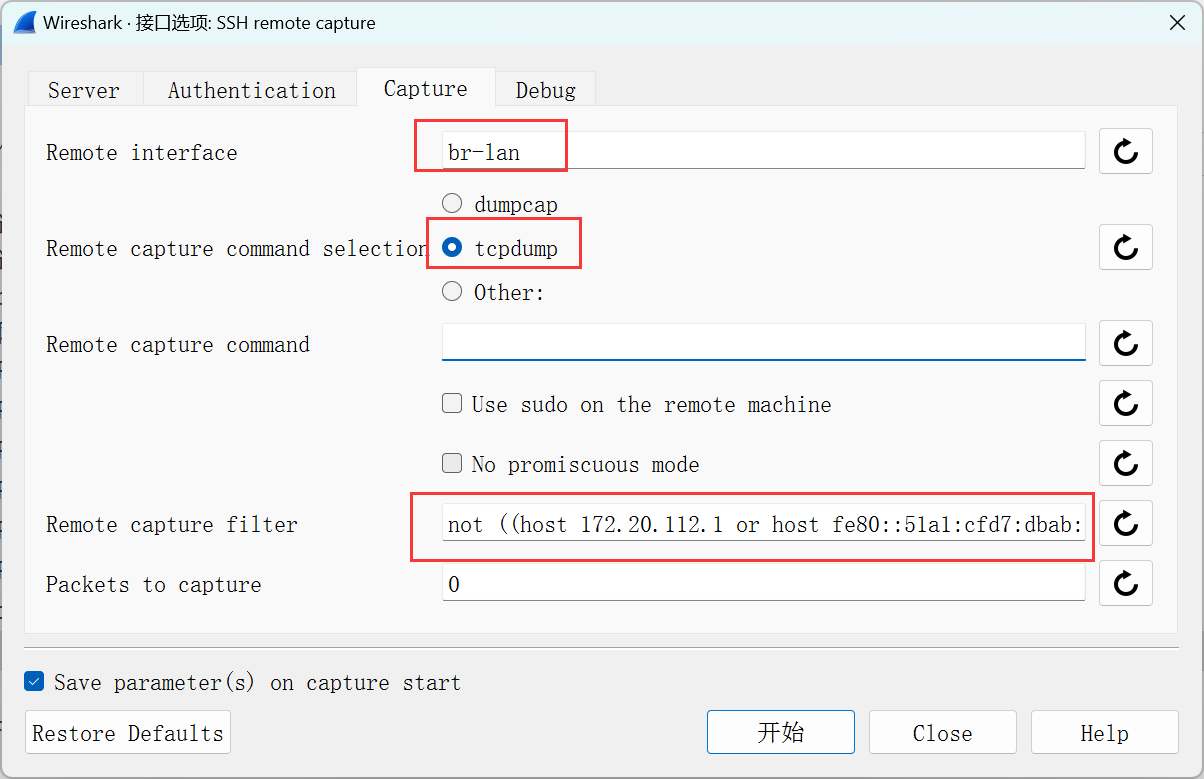 Wireshark · 接口选项: SSH remote capture
Server Authentication Capture Debug
Remote interface br-lan
dumpcap
Remote capture command selection tcpdump
Other:
Remote capture command
Use sudo on the remote machine
No promiscuous mode
Remote capture filter not ((host 172.20.112.1 or host fe80::51a1:cfd7:dbab:
Packets to capture 0
Save parameter(s) on capture start
Restore Defaults 开始 Close Help